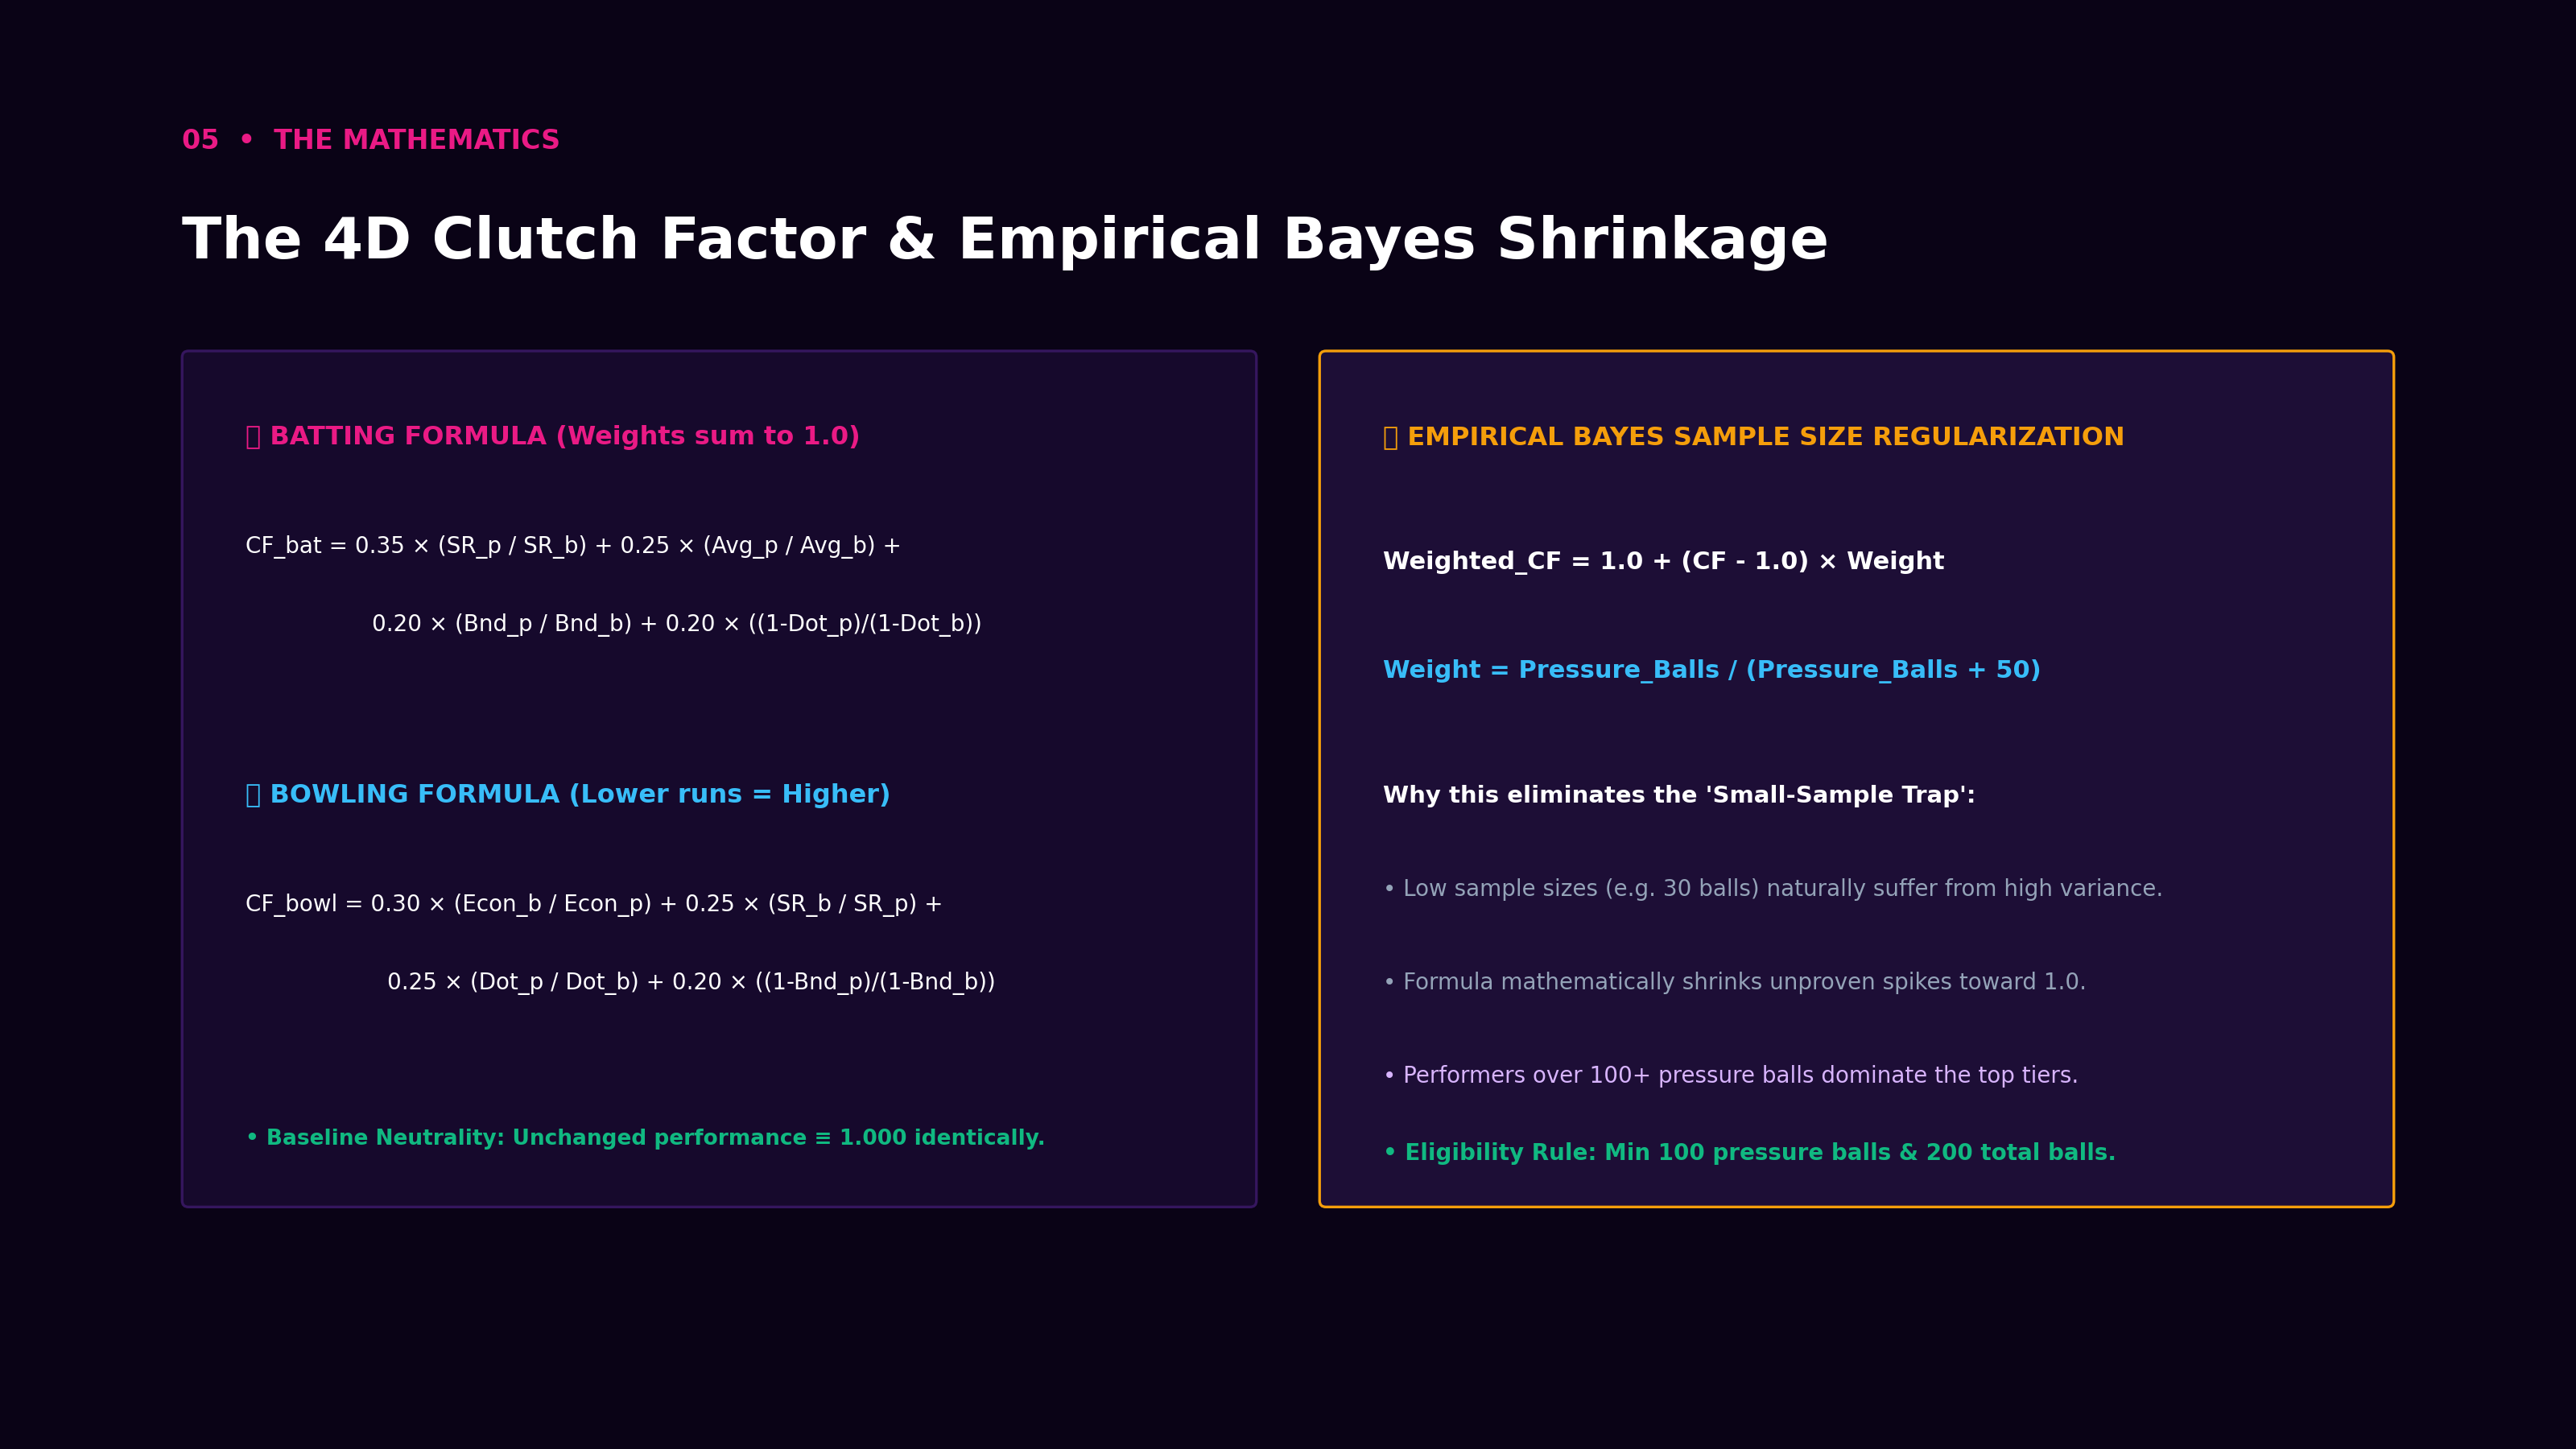 05 • THE MATHEMATICS
The 4D Clutch Factor & Empirical Bayes Shrinkage
BATTING FORMULA (Weights sum to 1.0)
CF_bat = 0.35 × (SR_p / SR_b) + 0.25 × (Avg_p / Avg_b) +
0.20 × (Bnd_p / Bnd_b) + 0.20 × ((1-Dot_p)/(1-Dot_b))
BOWLING FORMULA (Lower runs = Higher)
CF_bowl = 0.30 × (Econ_b / Econ_p) + 0.25 × (SR_b / SR_p) +
0.25 × (Dot_p / Dot_b) + 0.20 × ((1-Bnd_p)/(1-Bnd_b))
• Baseline Neutrality: Unchanged performance ≡ 1.000 identically.
EMPIRICAL BAYES SAMPLE SIZE REGULARIZATION
Weighted_CF = 1.0 + (CF - 1.0) × Weight
Weight = Pressure_Balls / (Pressure_Balls + 50)
Why this eliminates the 'Small-Sample Trap':
• Low sample sizes (e.g. 30 balls) naturally suffer from high variance.
• Formula mathematically shrinks unproven spikes toward 1.0.
• Performers over 100+ pressure balls dominate the top tiers.
• Eligibility Rule: Min 100 pressure balls & 200 total balls.